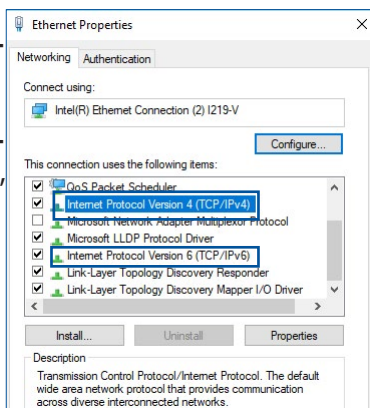 Ethernet Properties
Networking Authentication
Connect using:
Intel(R) Ethernet Connection (2) I219-V
Configure...
This connection uses the following items:
QoS Packet Scheduler
Internet Protocol Version 4 (TCP/IPv4)
Microsoft Network Adapter Multiplexor Protocol
Microsoft LLDP Protocol Driver
Internet Protocol Version 6 (TCP/IPv6)
Link-Layer Topology Discovery Responder
Link-Layer Topology Discovery Mapper I/O Driver
Install... Uninstall Properties
Description
Transmission Control Protocol/Internet Protocol. The default
wide area network protocol that provides communication
across diverse interconnected networks.